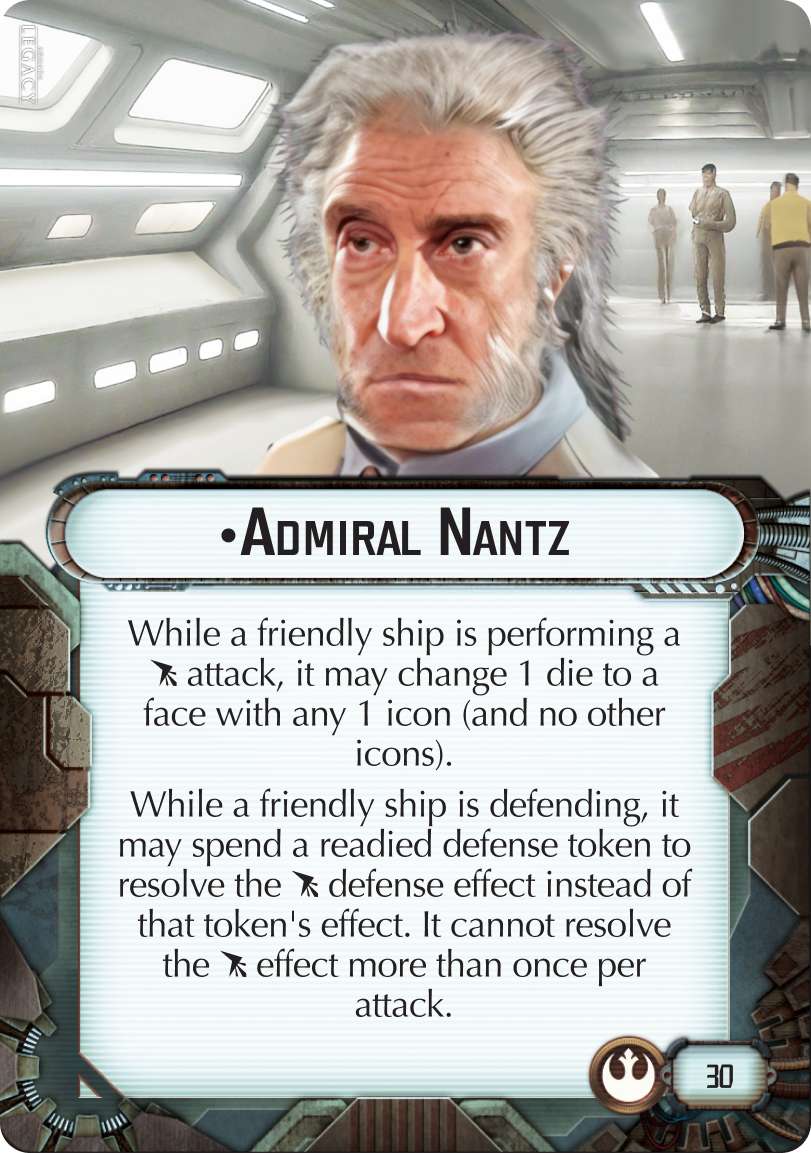 LEGACY
•Admiral Nantz
While a friendly ship is performing a
attack, it may change 1 die to a
face with any 1 icon (and no other
icons).
While a friendly ship is defending, it
may spend a readied defense token to
resolve the defense effect instead of
that token's effect. It cannot resolve
the effect more than once per
attack.
30